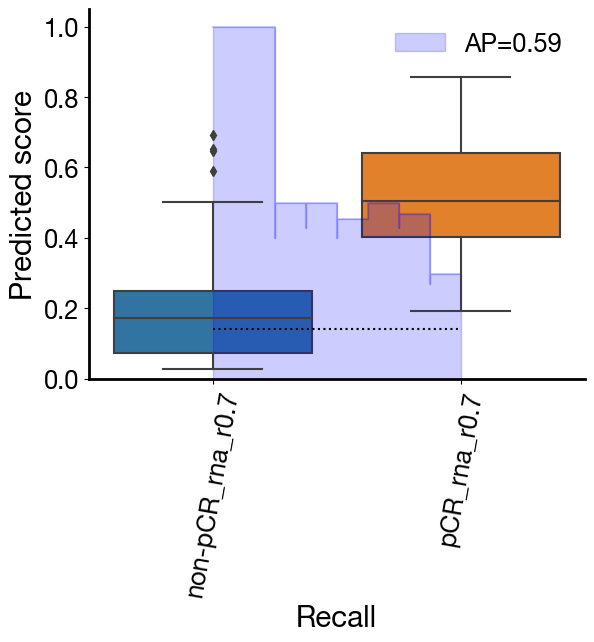 1.0
0.8
0.6
0.4
0.2
0.0
Predicted score
AP=0.59
non-pCR_rna_r0.7
pCR_rna_r0.7
Recall